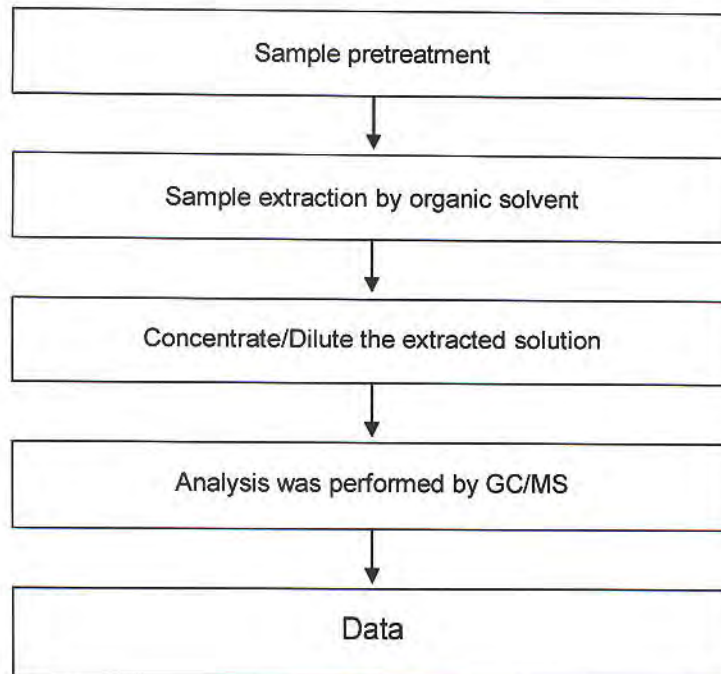 Sample pretreatment
Sample extraction by organic solvent
Concentrate/Dilute the extracted solution
Analysis was performed by GC/MS
Data